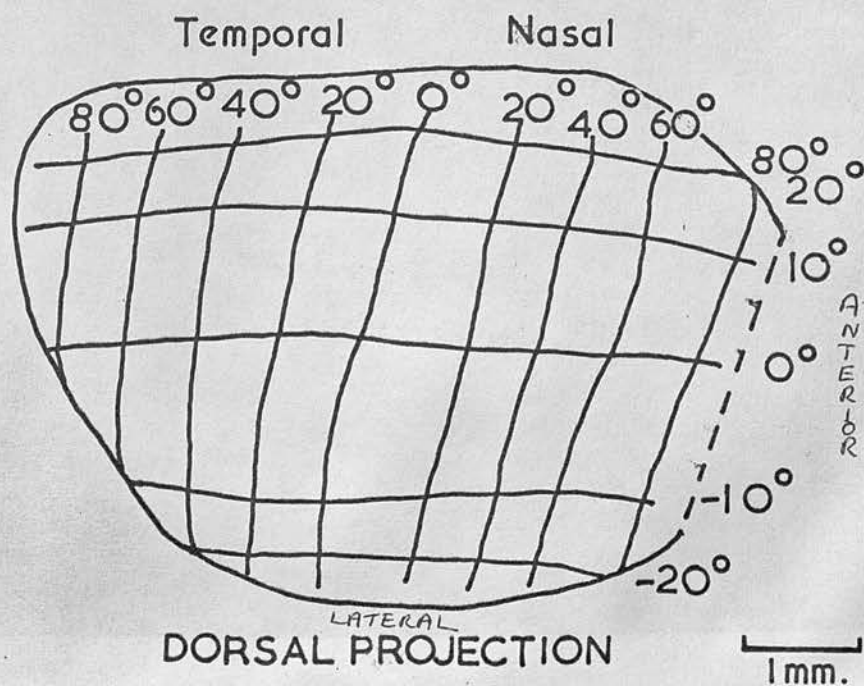 Temporal Nasal
80° 60° 40° 20° 0° 20° 40° 60°
80°
20°
10°
0°
-10°
-20°
ANTERIOR
LATERAL
DORSAL PROJECTION
1mm.